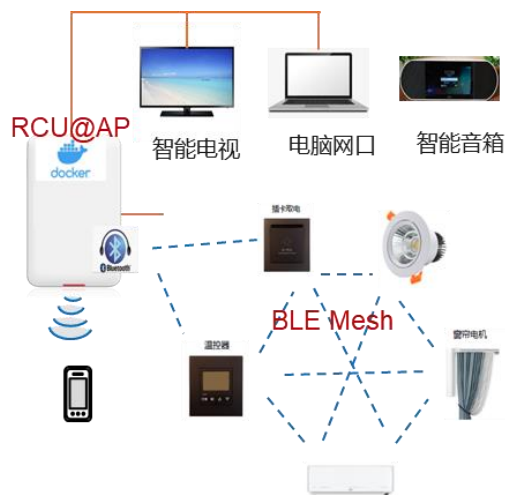 RCU@AP
docker
智能电视
电脑网口
智能音箱
Bluetooth
插卡取电
BLE Mesh
窗帘电机
温控器